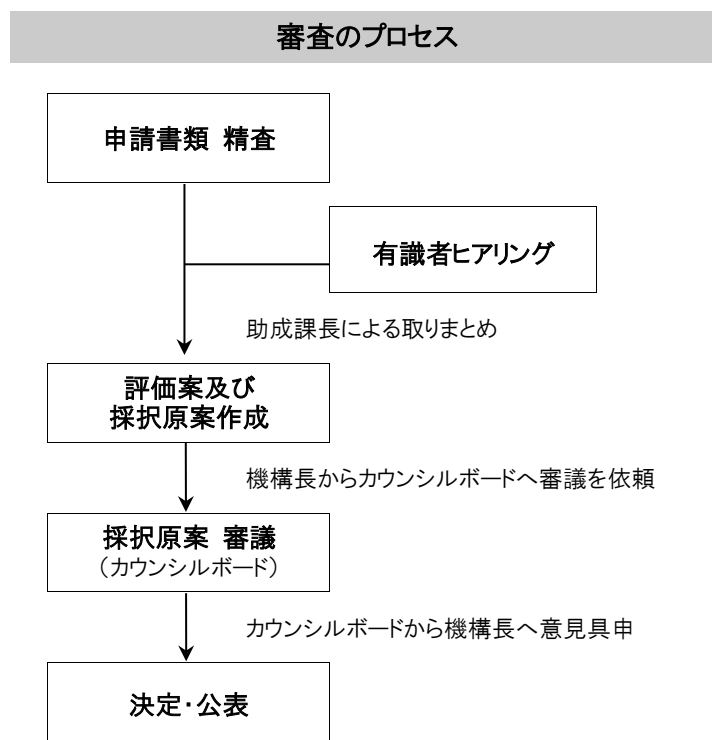 審査のプロセス
申請書類 精査
有識者ヒアリング
助成課長による取りまとめ
評価案及び
採択原案作成
機構長からカウンシルボードへ審議を依頼
採択原案 審議
（カウンシルボード）
カウンシルボードから機構長へ意見具申
決定・公表